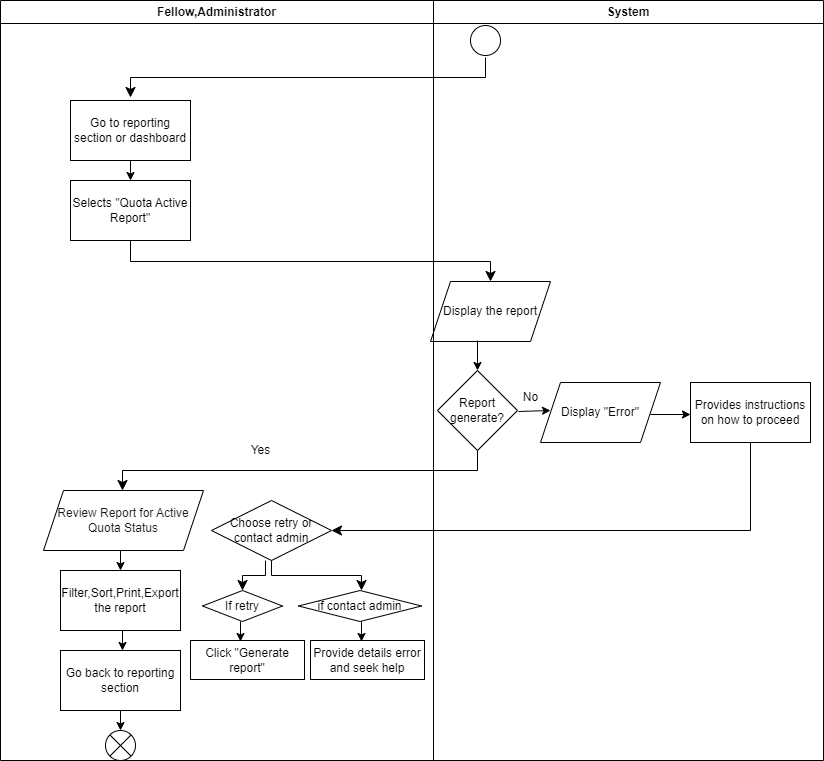 Fellow,Administrator
System
Go to reporting
section or dashboard
Selects "Quota Active
Report"
Display the report
Report
generate?
No
Display "Error"
Provides instructions
on how to proceed
Yes
Review Report for Active
Quota Status
Choose retry or
contact admin
Filter,Sort,Print,Export
the report
If retry
if contact admin
Click "Generate
report"
Provide details error
and seek help
Go back to reporting
section